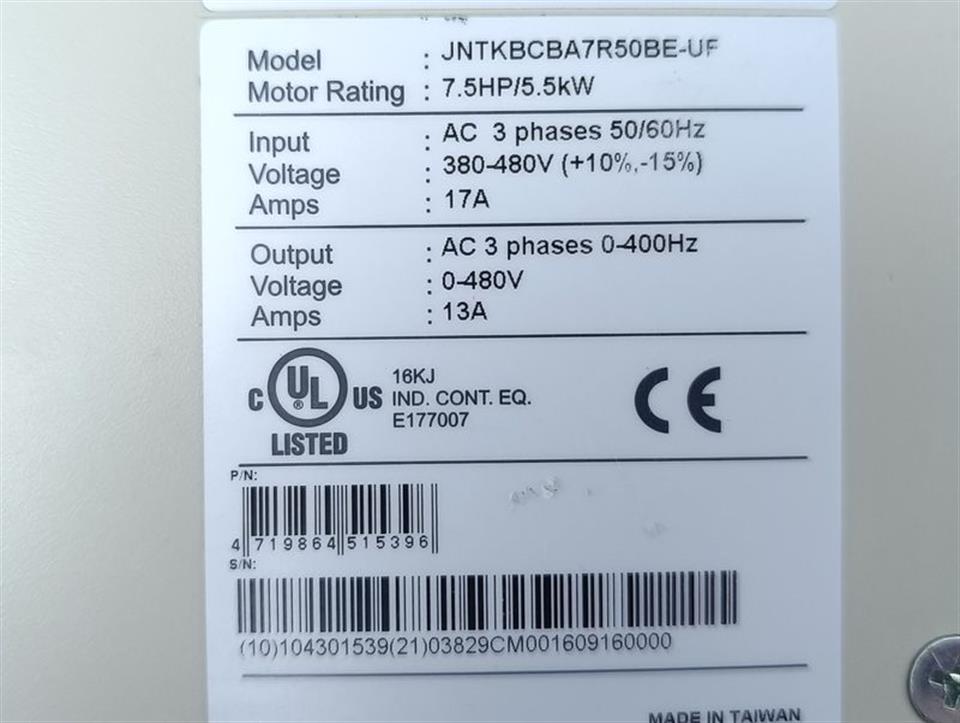 Model : JNTKBCBA7R50BE-UF
Motor Rating : 7.5HP/5.5kW
Input : AC 3 phases 50/60Hz
Voltage : 380-480V (+10%,-15%)
Amps : 17A
Output : AC 3 phases 0-400Hz
Voltage : 0-480V
Amps : 13A
C UL ® US
LISTED
16KJ
IND. CONT. EQ.
E177007
CE
P/N:
4 719864 515396
S/N:
(10)104301539(21)03829CM001609160000
MADE IN TAIWAN